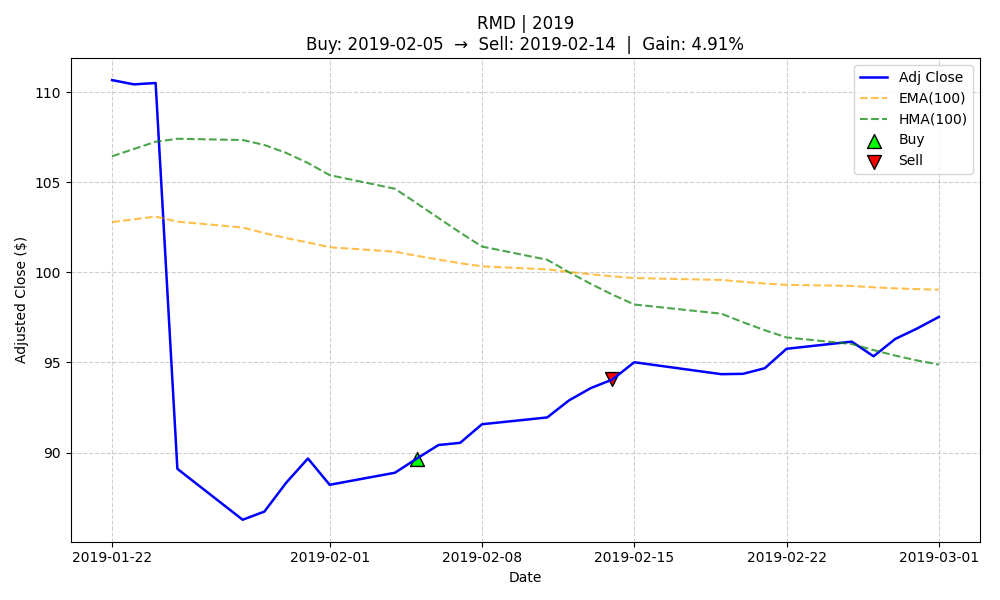 RMD | 2019
Buy: 2019-02-05 → Sell: 2019-02-14 | Gain: 4.91%
Adj Close
EMA(100)
HMA(100)
Buy
Sell
Adjusted Close ($)
110
105
100
95
90
2019-01-22
2019-02-01
2019-02-08
2019-02-15
2019-02-22
2019-03-01
Date